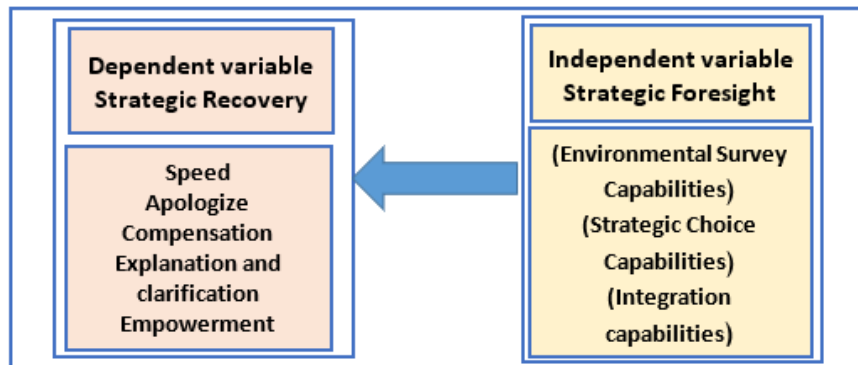 Dependent variable
Strategic Recovery
Speed
Apologize
Compensation
Explanation and
clarification
Empowerment
Independent variable
Strategic Foresight
(Environmental Survey
Capabilities)
(Strategic Choice
Capabilities)
(Integration
capabilities)